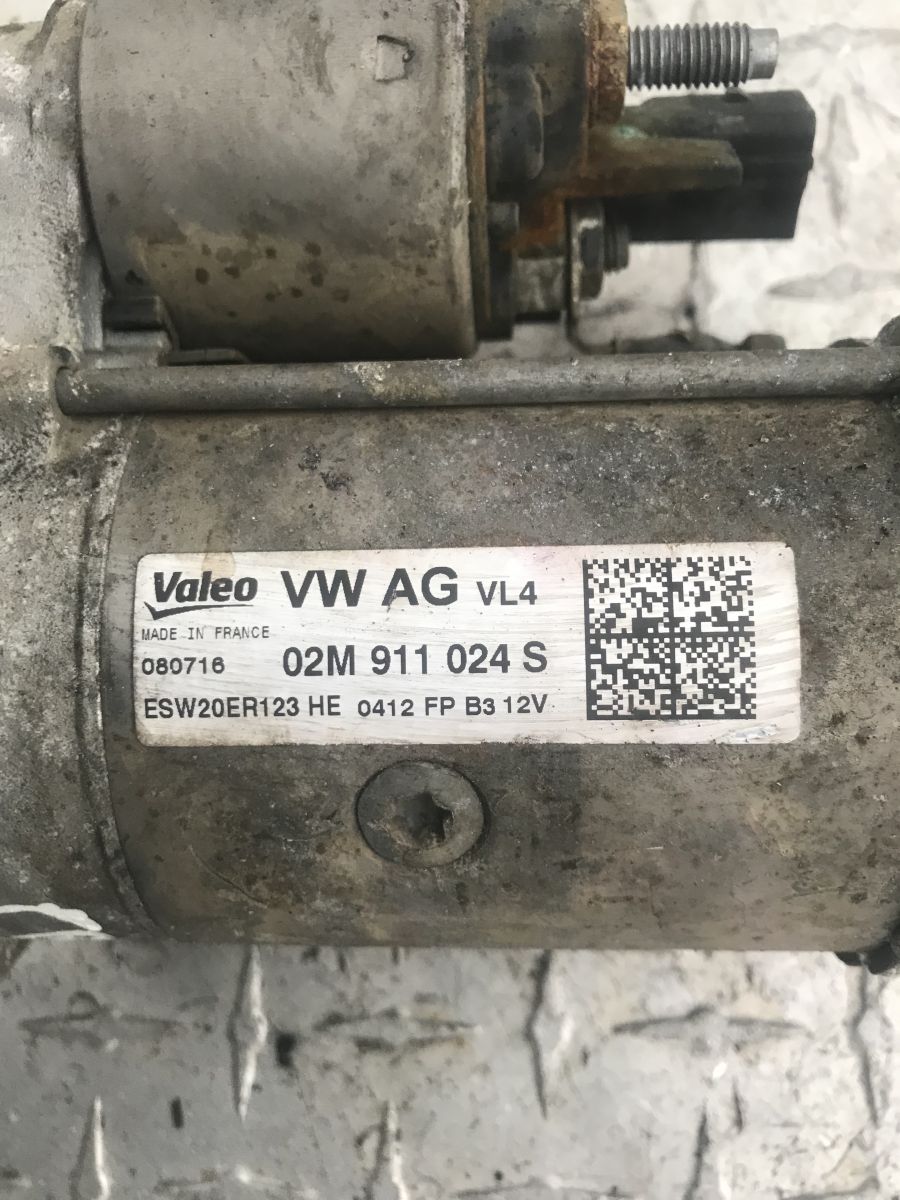 Valeo VW AG VL4
MADE IN FRANCE
080716 02M 911 024 S
ESW20ER123 HE 0412 FP B3 12V